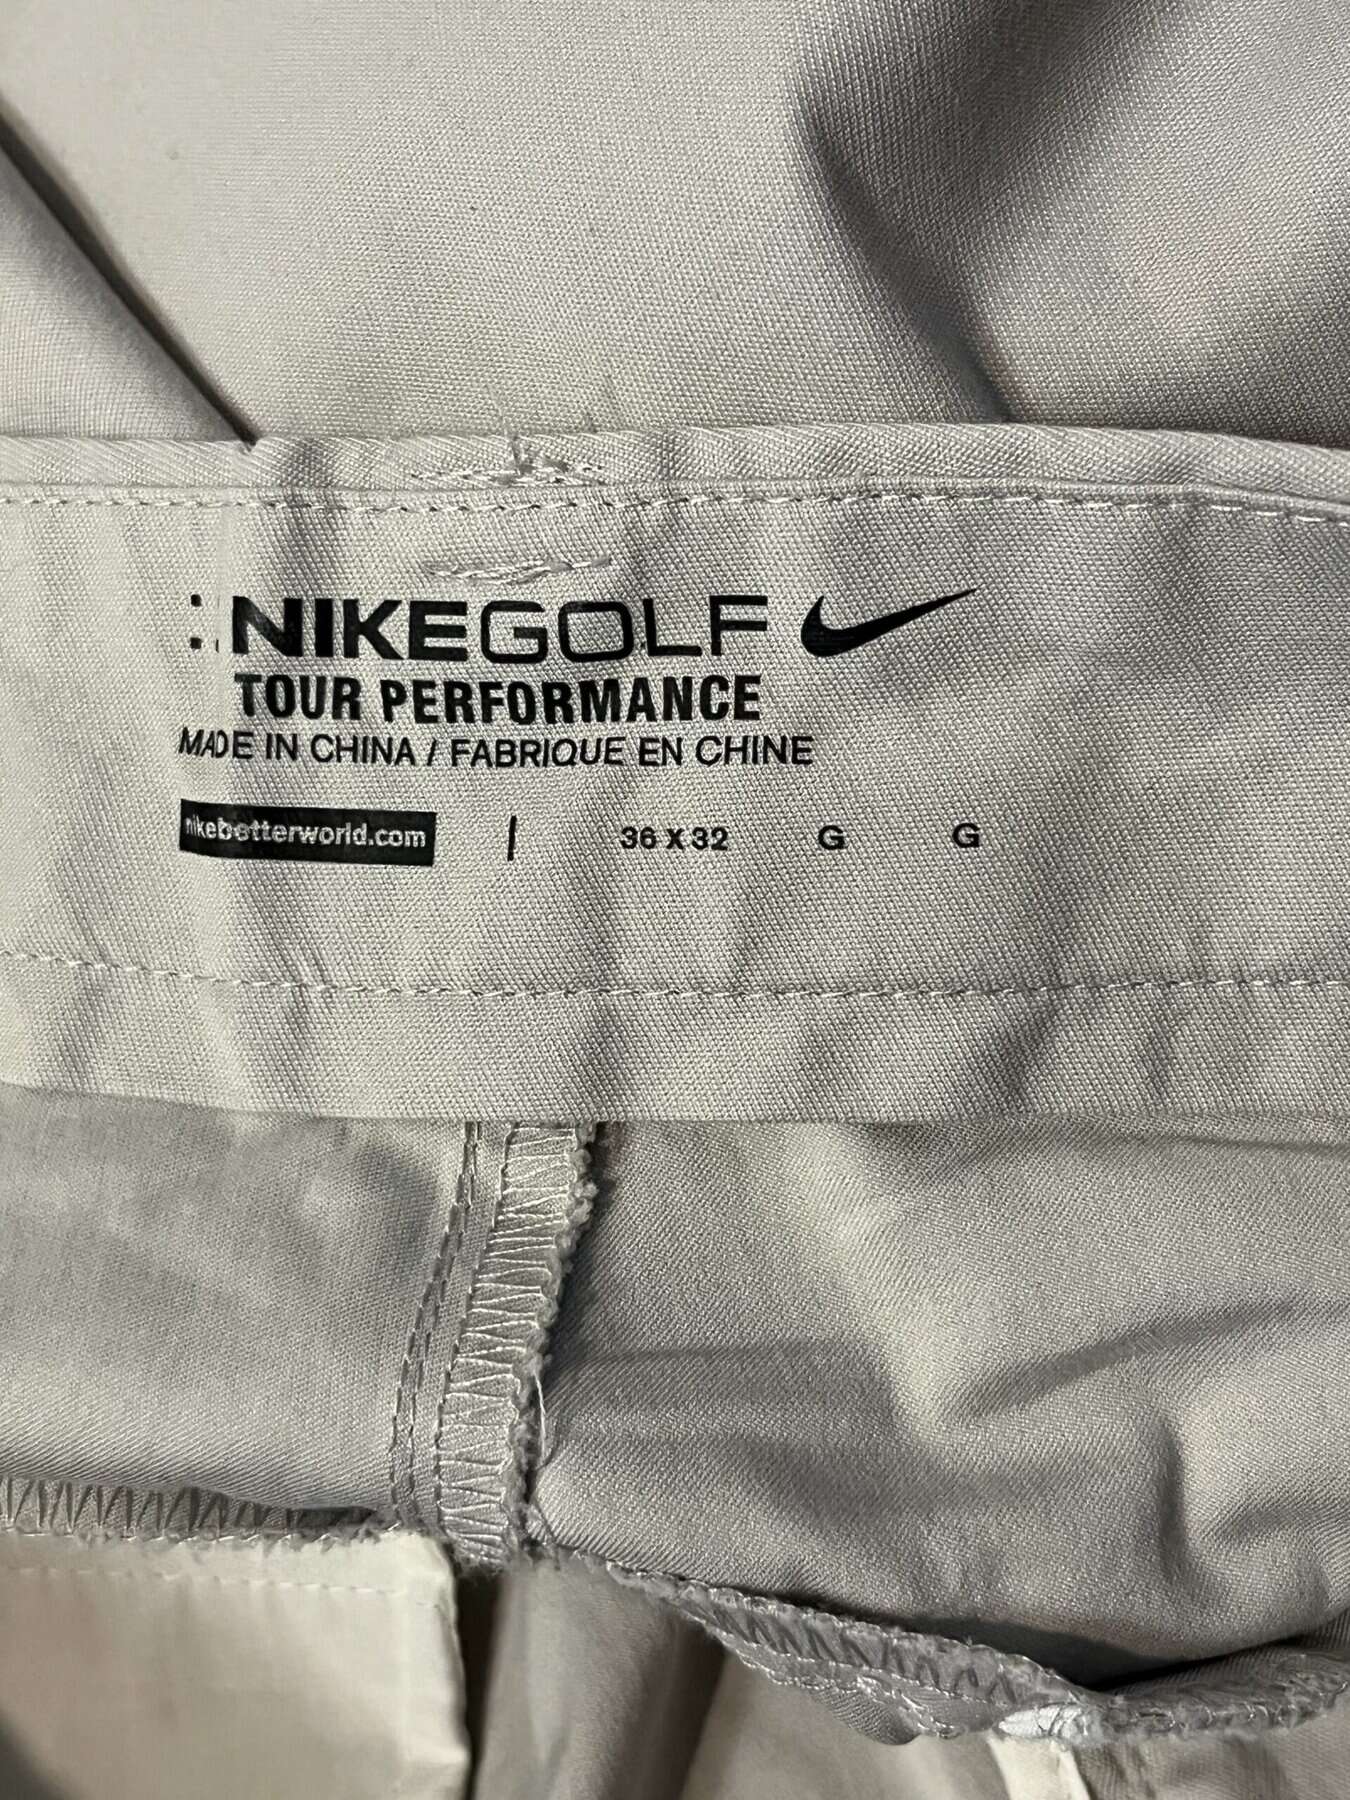 NIKEGOLF
TOUR PERFORMANCE
MADE IN CHINA / FABRIQUE EN CHINE
nikebetterworld.com | 36 X 32 G G